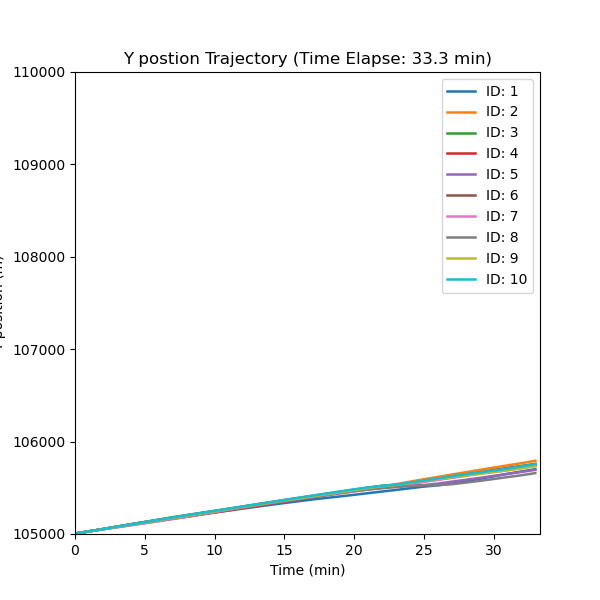 Y postion Trajectory (Time Elapse: 33.3 min)
110000
109000
108000
107000
106000
105000
0 5 10 15 20 25 30
Time (min)
ID: 1
ID: 2
ID: 3
ID: 4
ID: 5
ID: 6
ID: 7
ID: 8
ID: 9
ID: 10